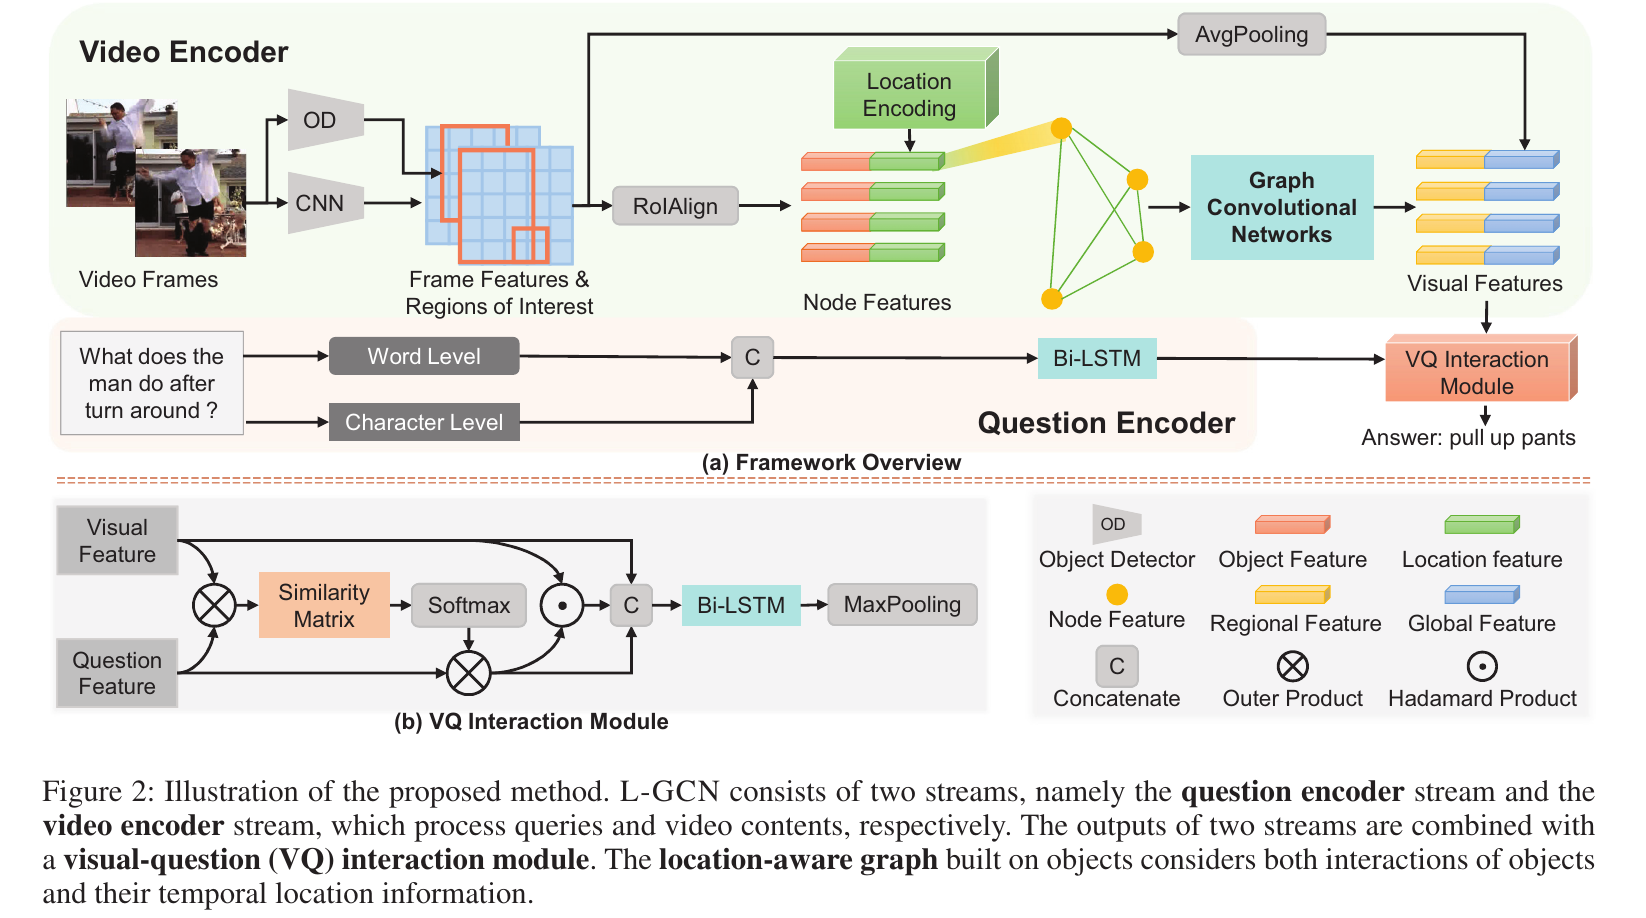 Video Encoder
AvgPooling
Location
Encoding
OD
CNN
RoIAlign
Graph
Convolutional
Networks
Video Frames
Frame Features &
Regions of Interest
Node Features
Visual Features
What does the
man do after
turn around ?
Word Level
Character Level
C
Bi-LSTM
VQ Interaction
Module
Question Encoder
Answer: pull up pants
(a) Framework Overview
Visual
Feature
Question
Feature
Similarity
Matrix
Softmax
C
Bi-LSTM
MaxPooling
(b) VQ Interaction Module
OD
Object Detector
Object Feature
Location feature
Node Feature
Regional Feature
Global Feature
C
Concatenate
Outer Product
Hadamard Product
Figure 2: Illustration of the proposed method. L-GCN consists of two streams, namely the question encoder stream and the
video encoder stream, which process queries and video contents, respectively. The outputs of two streams are combined with
a visual-question (VQ) interaction module. The location-aware graph built on objects considers both interactions of objects
and their temporal location information.